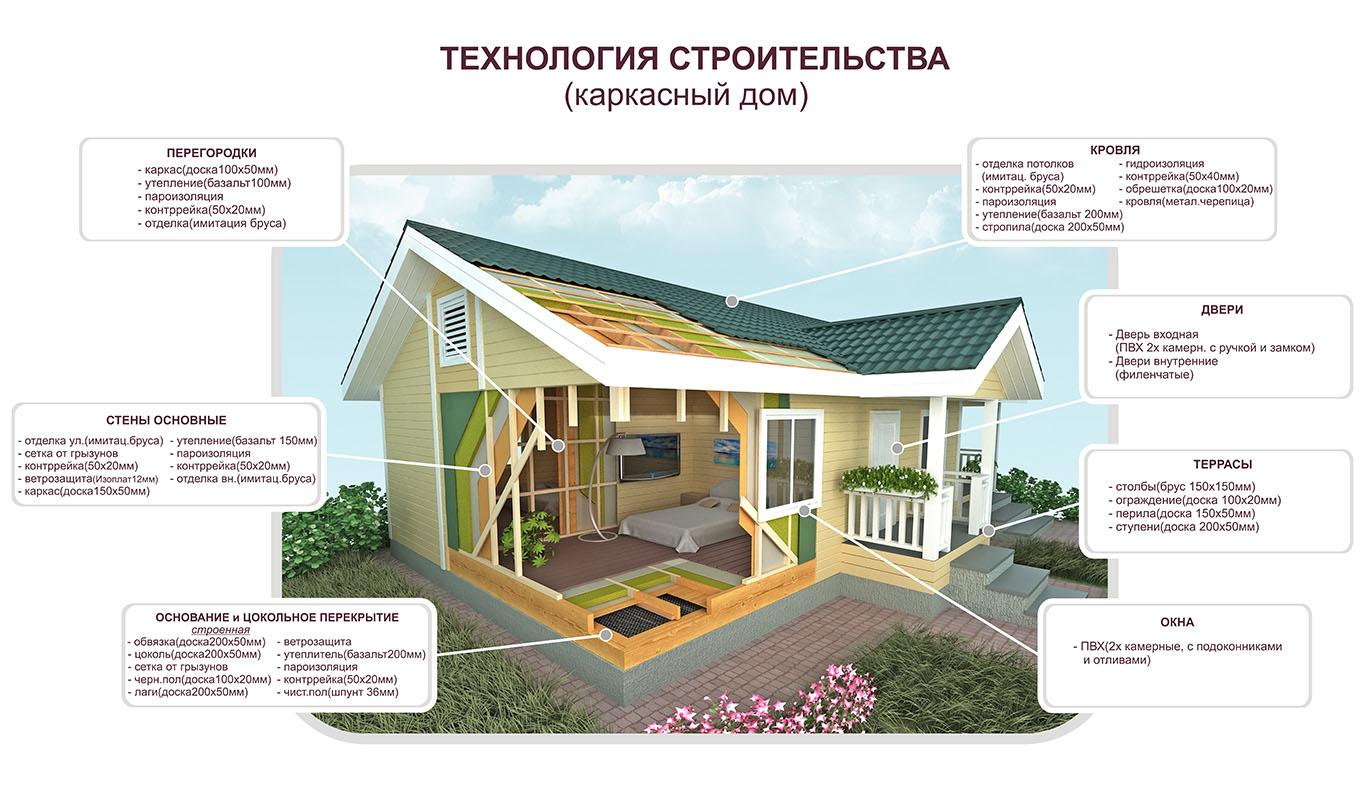 ТЕХНОЛОГИЯ СТРОИТЕЛЬСТВА
(каркасный дом)
ПЕРЕГОРОДКИ
- каркас(доска100х50мм)
- утепление(базальт100мм)
- пароизоляция
- контррейка(50х20мм)
- отделка(имитация бруса)
КРОВЛЯ
- отделка потолков
(имитац. бруса)
- контррейка(50х20мм)
- пароизоляция
- утепление(базальт 200мм)
- стропила(доска 200х50мм)
- гидроизоляция
- контррейка(50х40мм)
- обрешетка(доска100х20мм)
- кровля(метал.черепица)
ДВЕРИ
- Дверь входная
(ПВХ 2х камерн. с ручкой и замком)
- Двери внутренние
(филенчатые)
СТЕНЫ ОСНОВНЫЕ
- отделка ул.(имитац.бруса)
- сетка от грызунов
- контррейка(50х20мм)
- ветрозащита(Изоплат12мм)
- каркас(доска150х50мм)
- утепление(базальт 150мм)
- пароизоляция
- контррейка(50х20мм)
- отделка вн.(имитац.бруса)
ТЕРРАСЫ
- столбы(брус 150х150мм)
- ограждение(доска 100х20мм)
- перила(доска 150х50мм)
- ступени(доска 200х50мм)
ОСНОВАНИЕ и ЦОКОЛЬНОЕ ПЕРЕКРЫТИЕ
строенная
- обвязка(доска200х50мм)
- цоколь(доска200х50мм)
- сетка от грызунов
- черн.пол(доска100х20мм)
- лаги(доска200х50мм)
- ветрозащита
- утеплитель(базальт200мм)
- пароизоляция
- контррейка(50х20мм)
- чист.пол(шпунт 36мм)
ОКНА
- ПВХ(2х камерные, с подоконниками
и отливами)